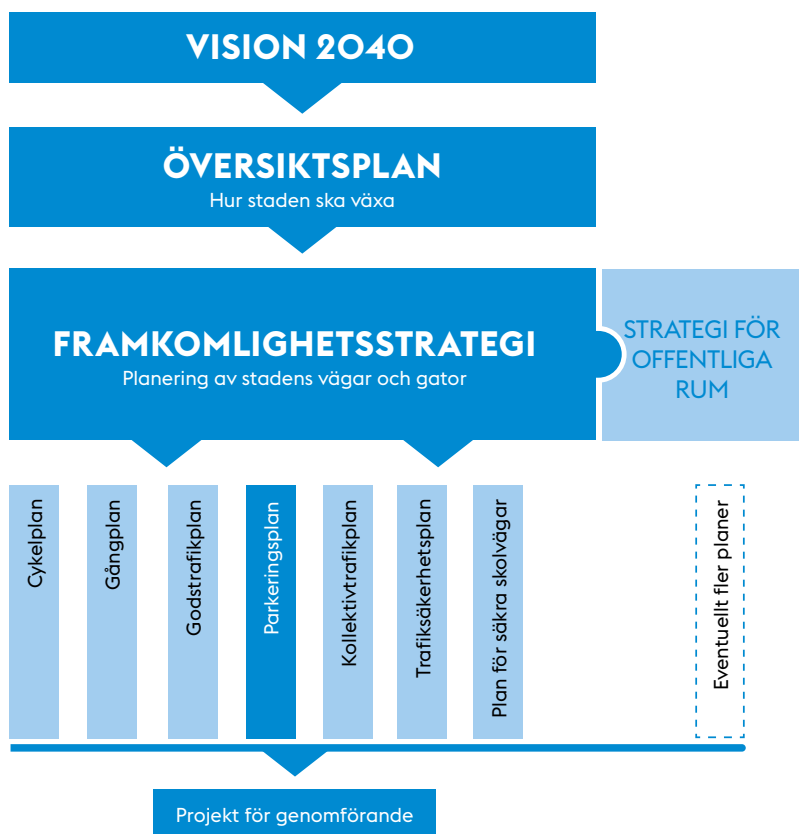 VISION 2040
ÖVERSIKTSPLAN
Hur staden ska växa
FRAMKOMLIGHETSSTRATEGI
Planering av stadens vägar och gator
STRATEGI FÖR
OFFENTLIGA
RUM
Cykelplan
Gångplan
Godstrafikplan
Parkeringsplan
Kollektivtrafikplan
Trafiksäkerhetsplan
Plan för säkra skolvägar
Eventuellt fler planer
Projekt för genomförande